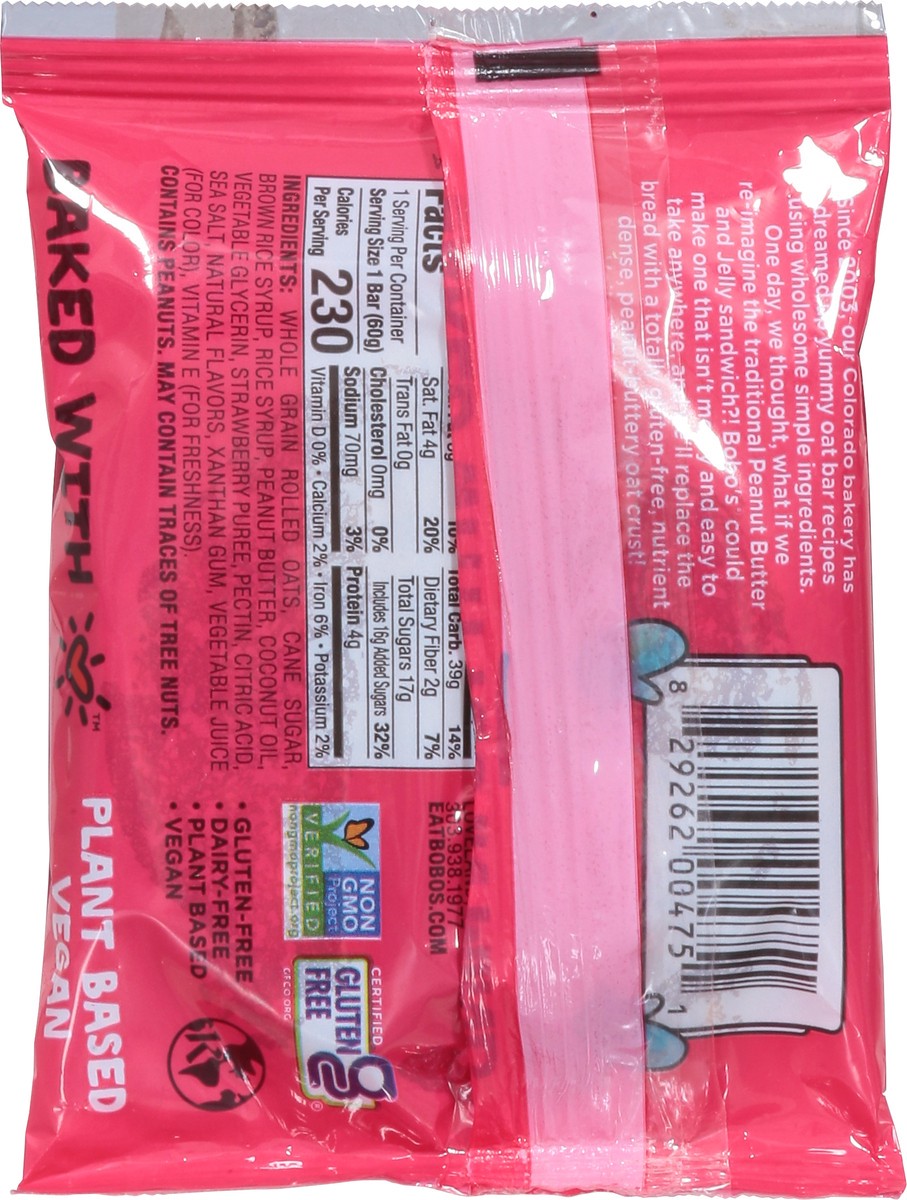 Since 2003, our Colorado bakery has
dreamed up yummy oat bar recipes
using wholesome simple ingredients.
One day, we thought, what if we
re-imagine the traditional Peanut Butter
and Jelly sandwich?! Bobo's could
make one that isn't and easy to
take anywhere, replace the
bread with a totally gluten-free, nutrient
dense, peanut buttery oat crust!
8 29262 00475 1
Facts
1 Serving Per Container
Serving Size 1 Bar (60g)
Calories
Per Serving 230
10%
Sat. Fat 4g 20%
Trans Fat 0g
Cholesterol 0mg 0%
Sodium 70mg 3%
Total Carb. 39g 14%
Dietary Fiber 2g 7%
Total Sugars 17g
Includes 16g Added Sugars 32%
Protein 4g
Vitamin D 0% • Calcium 2% • Iron 6% • Potassium 2%
INGREDIENTS: WHOLE GRAIN ROLLED OATS, CANE SUGAR,
BROWN RICE SYRUP, RICE SYRUP, PEANUT BUTTER, COCONUT OIL,
VEGETABLE GLYCERIN, STRAWBERRY PUREE, PECTIN, CITRIC ACID,
SEA SALT, NATURAL FLAVORS, XANTHAN GUM, VEGETABLE JUICE
(FOR COLOR), VITAMIN E (FOR FRESHNESS).
CONTAINS PEANUTS. MAY CONTAIN TRACES OF TREE NUTS.
303.938.1977
EATBOBOS.COM
NON
GMO
Project
VERIFIED
nongmoproject.org
CERTIFIED
GLUTEN
FREE
g
®
GFCO.ORG
• GLUTEN-FREE
• DAIRY-FREE
• PLANT BASED
• VEGAN
K
BAKED WITH ™
PLANT BASED
VEGAN